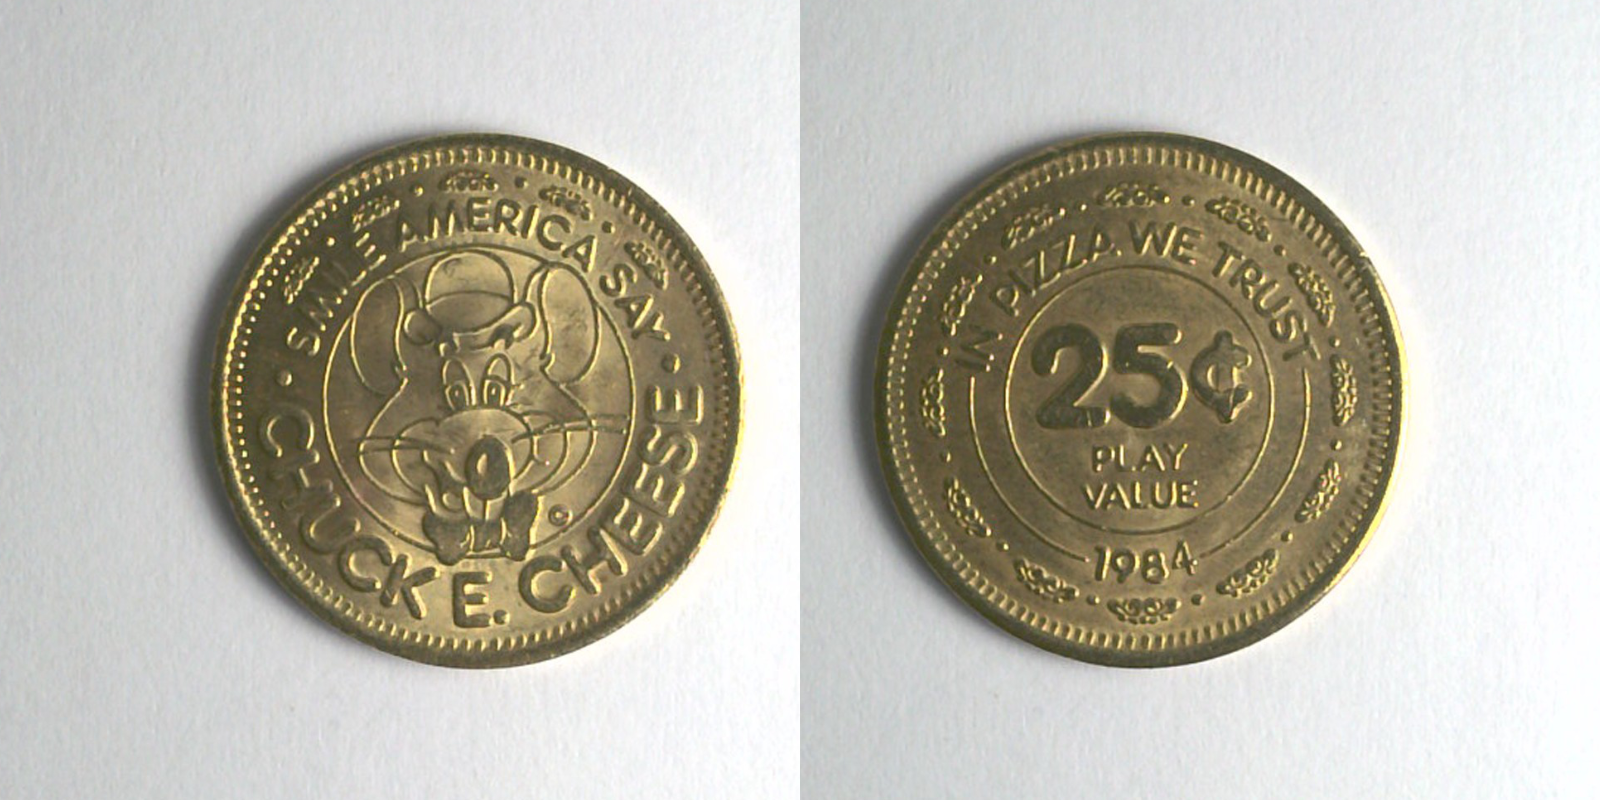 SMILE AMERICA SAY
CHUCK E. CHEESE
©
IN PIZZA WE TRUST
25¢
PLAY
VALUE
1984